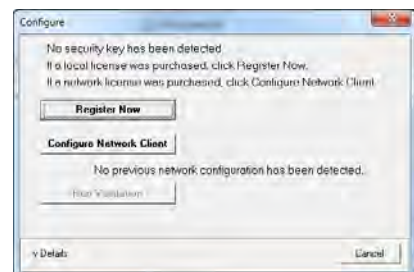 Configure
No security key has been detected
If a local license was purchased, click Register Now.
If a network license was purchased, click Configure Network Client
Register Now
Configure Network Client
No previous network configuration has been detected.
Run Validation
v Details
Cancel